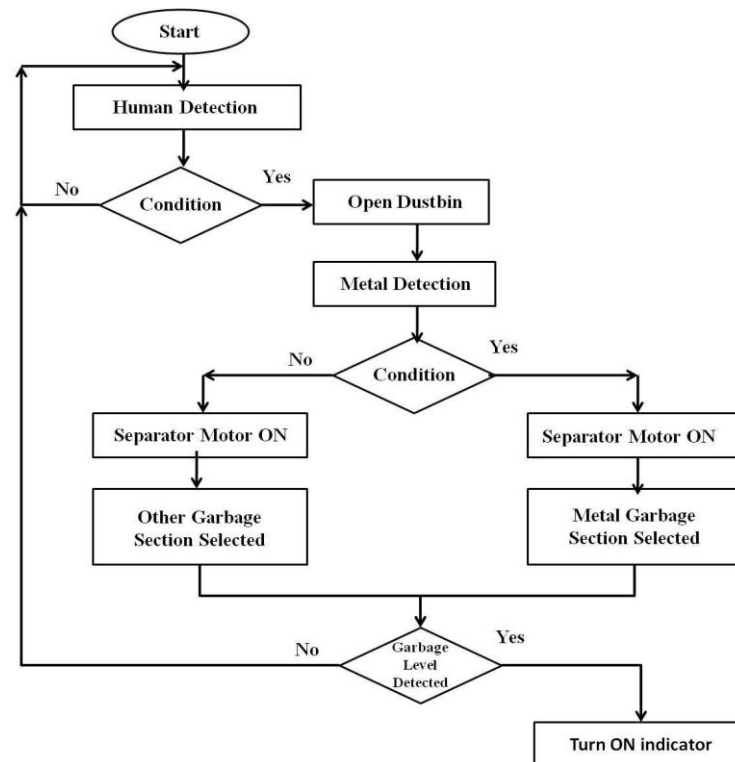 Start
Human Detection
No
Yes
Condition
Open Dustbin
Metal Detection
No
Yes
Condition
Separator Motor ON
Separator Motor ON
Other Garbage
Section Selected
Metal Garbage
Section Selected
No
Yes
Garbage
Level
Detected
Turn ON indicator